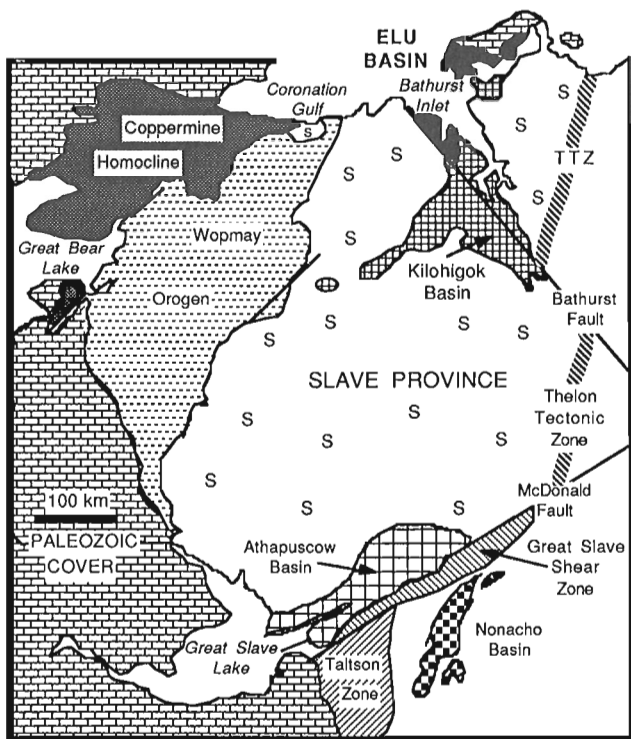 ELU
BASIN
Coronation
Gulf
Bathurst
Inlet
S
S
S
S
TTZ
Coppermine
Homocline
S
S
S
Wopmay
Great Bear
Lake
Orogen
Kilohigok
Basin
Bathurst
Fault
S
S
S
S
SLAVE PROVINCE
S
S
S
S
S
S
Thelon
Tectonic
Zone
100 km
PALEOZOIC
COVER
McDonald
Fault
Athapuscow
Basin
Great Slave
Shear
Zone
Great Slave
Lake
Taltson
Zone
Nonacho
Basin